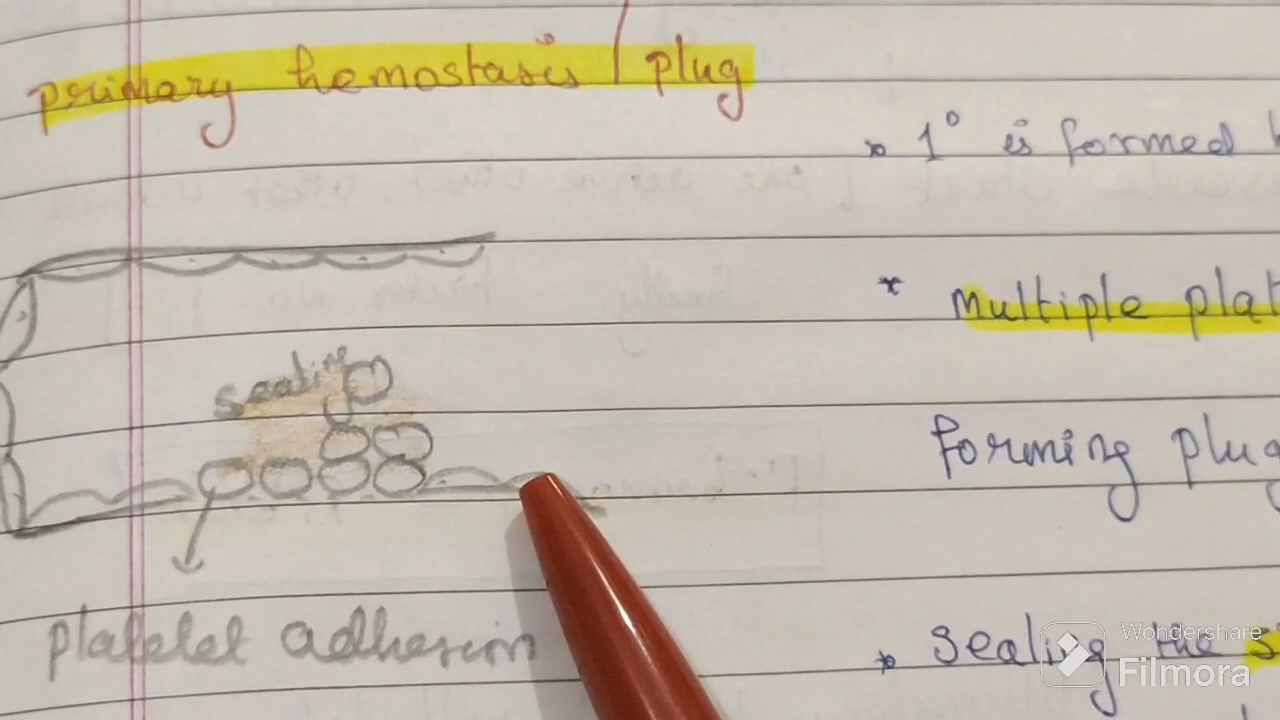 primary hemostasis / plug
* 1° is formed
* Multiple plat
sealing
forming plug
platelet adhesion
* Sealing the s
Wondershare
Filmora